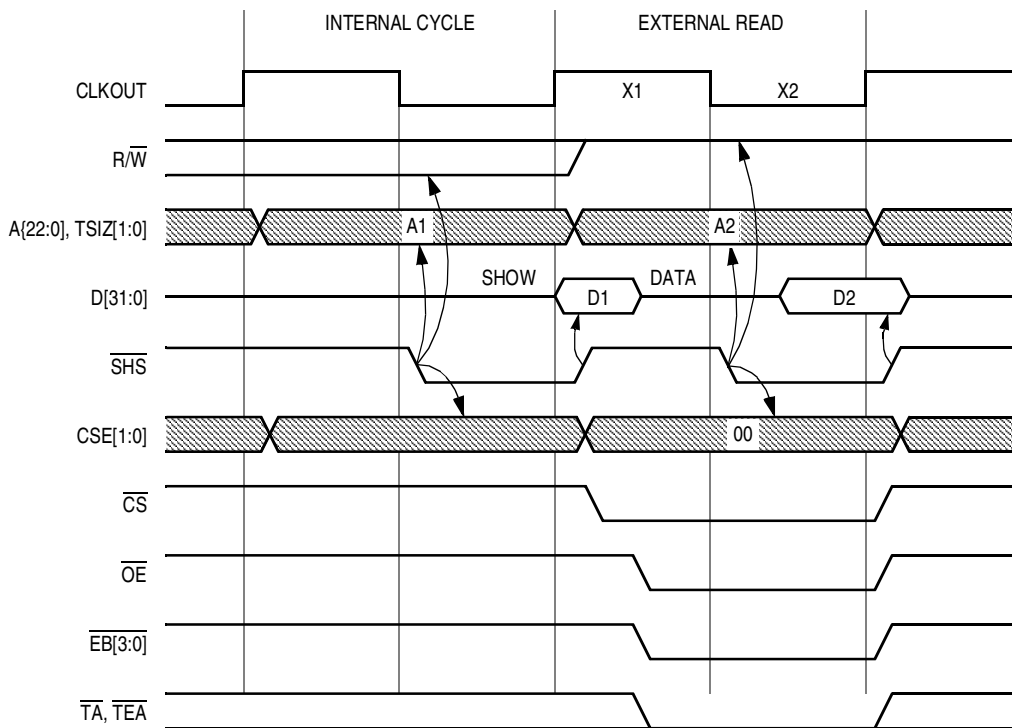 INTERNAL CYCLE EXTERNAL READ
CLKOUT X1 X2
R/W
A{22:0], TSIZ[1:0] A1 A2
SHOW DATA
D[31:0] D1 D2
SHS
CSE[1:0] 00
CS
OE
EB[3:0]
TA, TEA